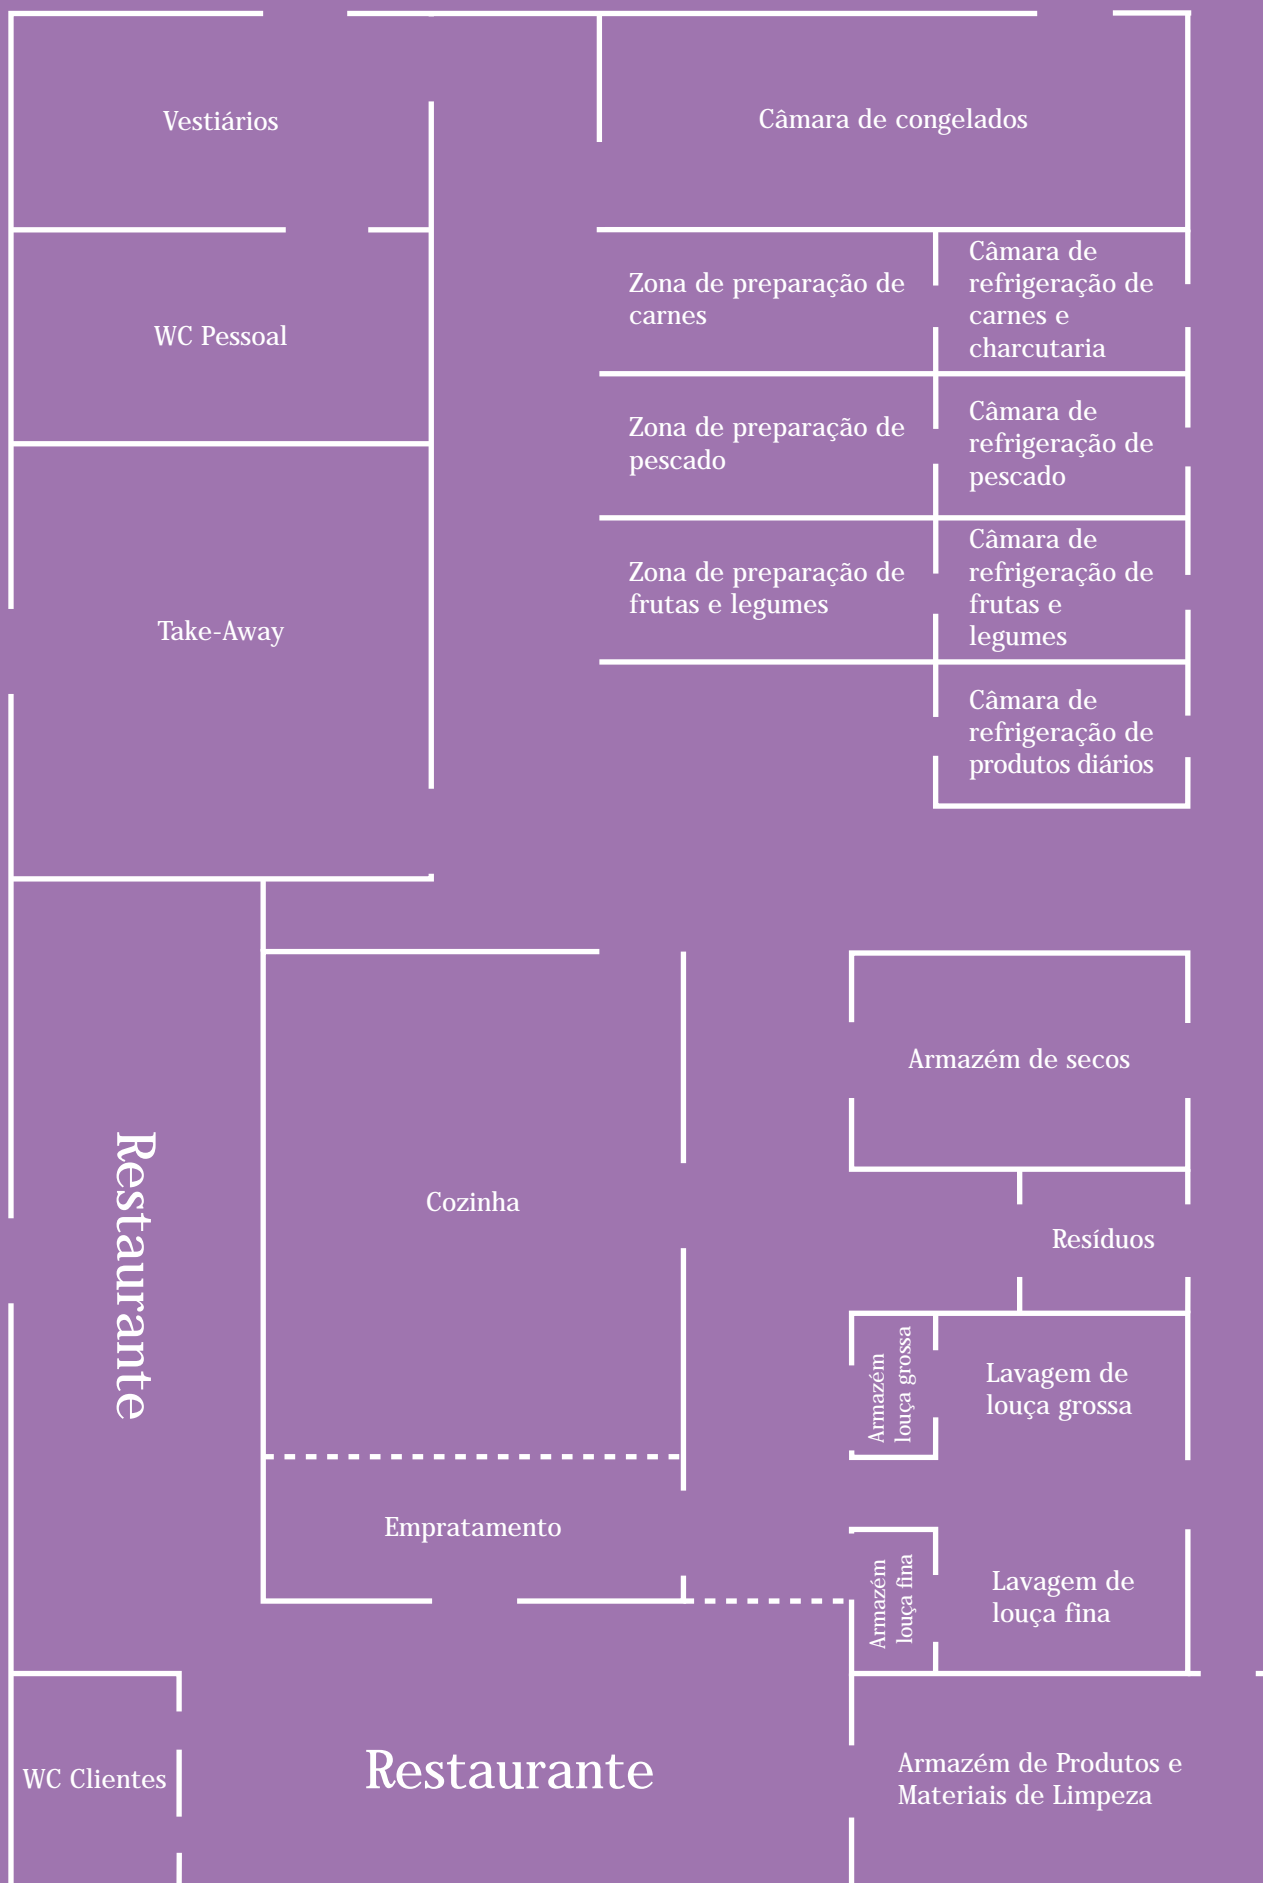 Vestiários
Câmara de congelados
Zona de preparação de
carnes
Câmara de
refrigeração de
carnes e
charcutaria
WC Pessoal
Zona de preparação de
pescado
Câmara de
refrigeração de
pescado
Zona de preparação de
frutas e legumes
Câmara de
refrigeração de
frutas e
legumes
Take-Away
Câmara de
refrigeração de
produtos diários
Armazém de secos
Restaurante
Cozinha
Resíduos
Armazém
louça grossa
Lavagem de
louça grossa
Empratamento
Armazém
louça fina
Lavagem de
louça fina
WC Clientes
Restaurante
Armazém de Produtos e
Materiais de Limpeza